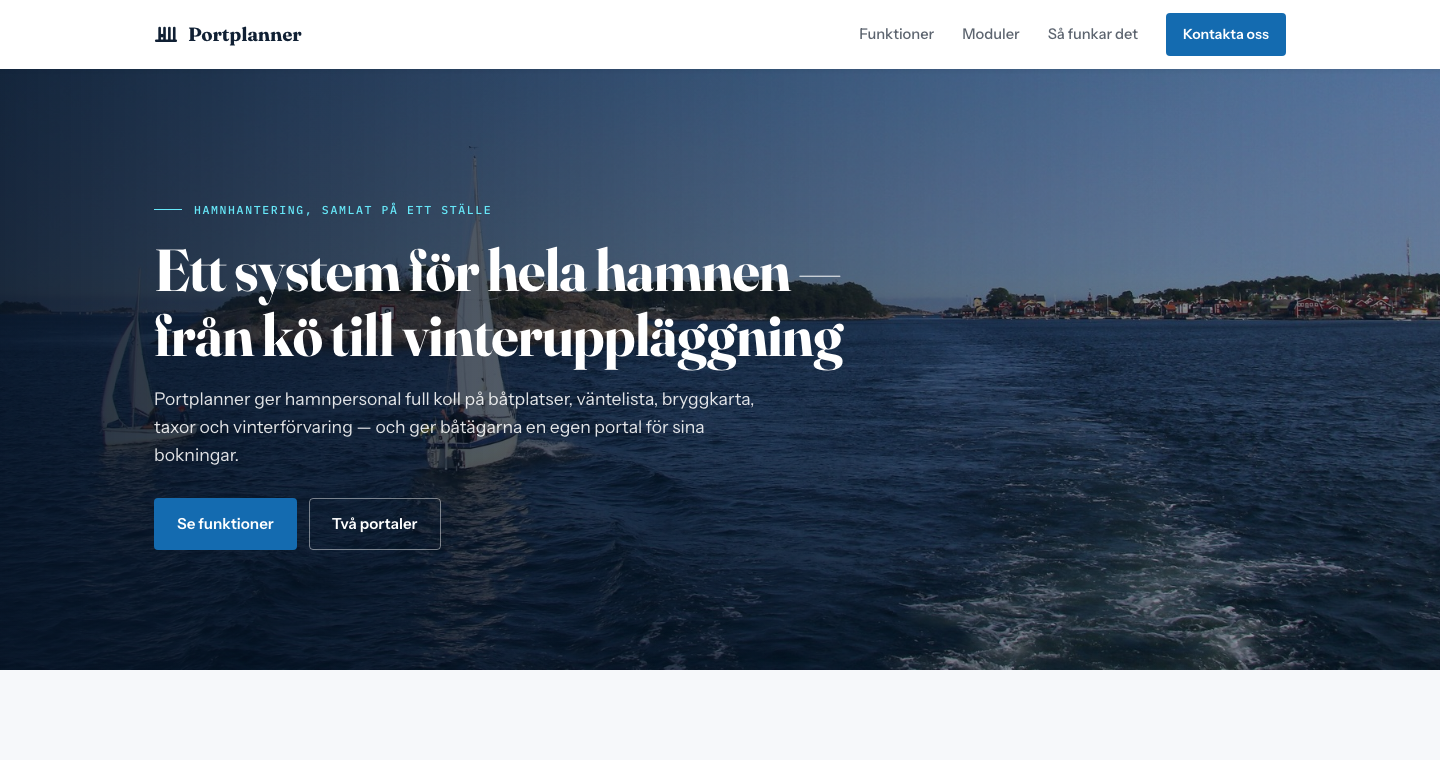 Portplanner
Funktioner
Moduler
Så funkar det
Kontakta oss
HAMNHANTERING, SAMLAT PÅ ETT STÄLLE
Ett system för hela hamnen —
från kö till vinteruppläggning
Portplanner ger hamnpersonal full koll på båtplatser, väntelista, bryggkarta,
taxor och vinterförvaring — och ger båtägarna en egen portal för sina
bokningar.
Se funktioner
Två portaler